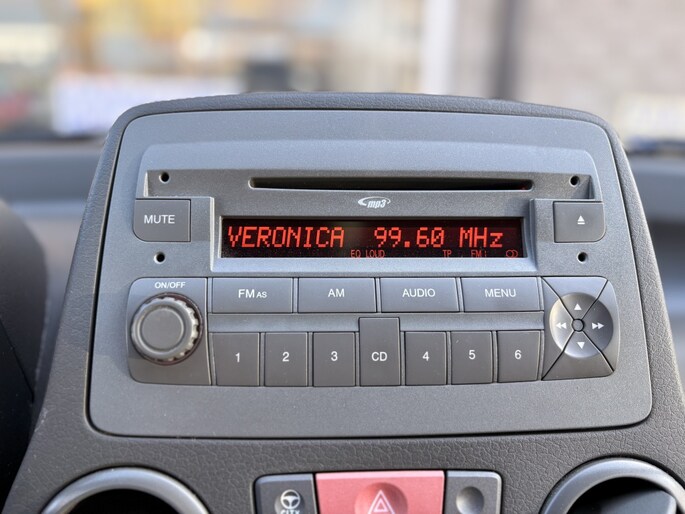 mp3
MUTE
VERONICA 99.60 MHz
EQ LOUD TP FM1 CD
ON/OFF
FM AS AM AUDIO MENU
1 2 3 CD 4 5 6
CITY